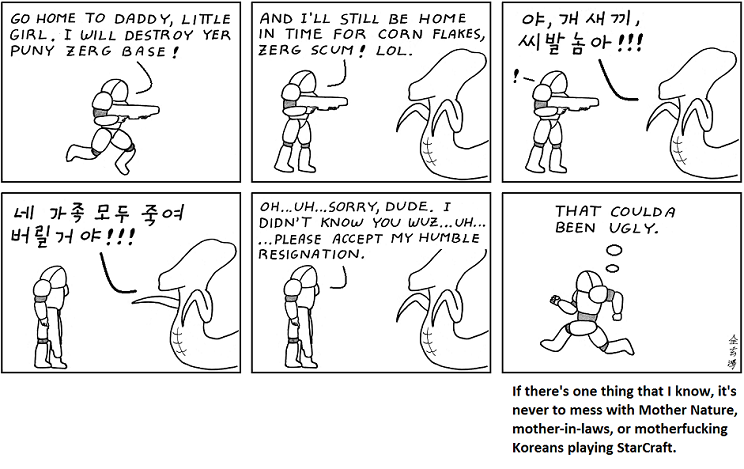 GO HOME TO DADDY, LITTLE
GIRL. I WILL DESTROY YER
PUNY ZERG BASE!
AND I'LL STILL BE HOME
IN TIME FOR CORN FLAKES,
ZERG SCUM! LOL.
야, 개새끼,
씨발놈아!!!
!
네 가족 모두 죽여
버릴거야!!!
OH...UH...SORRY, DUDE. I
DIDN'T KNOW YOU WUZ...UH...
...PLEASE ACCEPT MY HUMBLE
RESIGNATION.
THAT COULDA
BEEN UGLY.
If there's one thing that I know, it's
never to mess with Mother Nature,
mother-in-laws, or motherfucking
Koreans playing StarCraft.